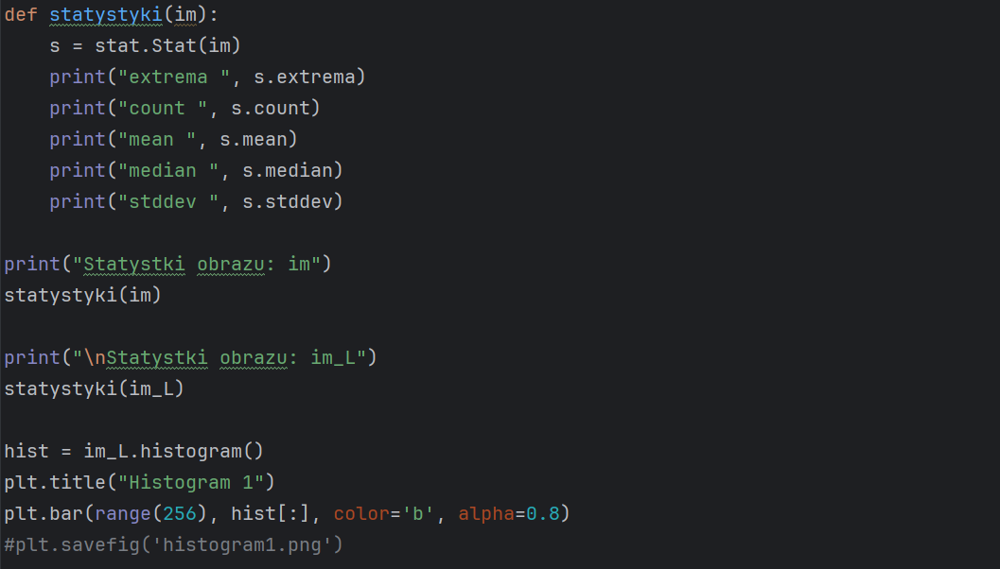 def statystyki(im):
    s = stat.Stat(im)
    print("extrema ", s.extrema)
    print("count ", s.count)
    print("mean ", s.mean)
    print("median ", s.median)
    print("stddev ", s.stddev)

print("Statystki obrazu: im")
statystyki(im)

print("\nStatystki obrazu: im_L")
statystyki(im_L)

hist = im_L.histogram()
plt.title("Histogram 1")
plt.bar(range(256), hist[:], color='b', alpha=0.8)
#plt.savefig('histogram1.png')